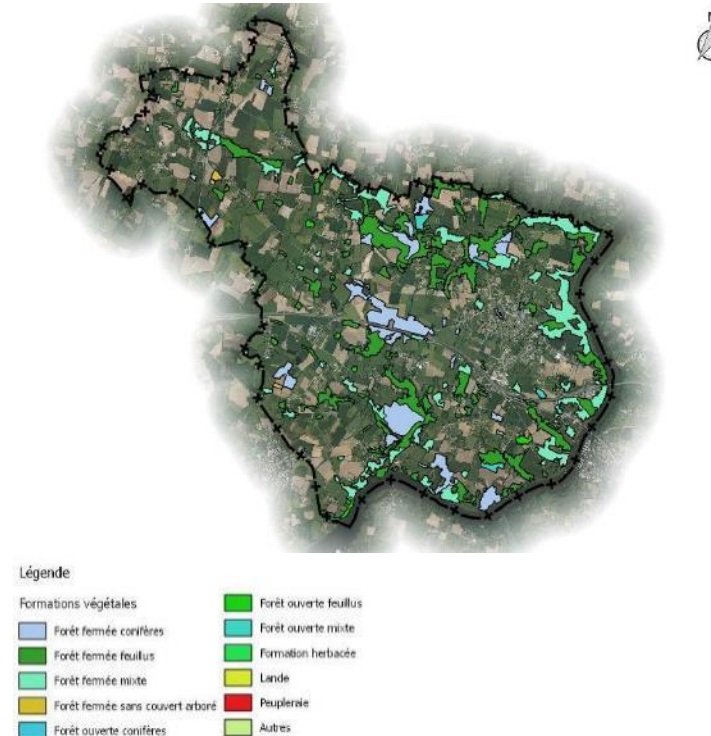 N
Légende
Formations végétales
Forêt fermée conifères
Forêt fermée feuillus
Forêt fermée mixte
Forêt fermée sans couvert arboré
Forêt ouverte conifères
Forêt ouverte feuillus
Forêt ouverte mixte
Formation herbacée
Lande
Peupleraie
Autres